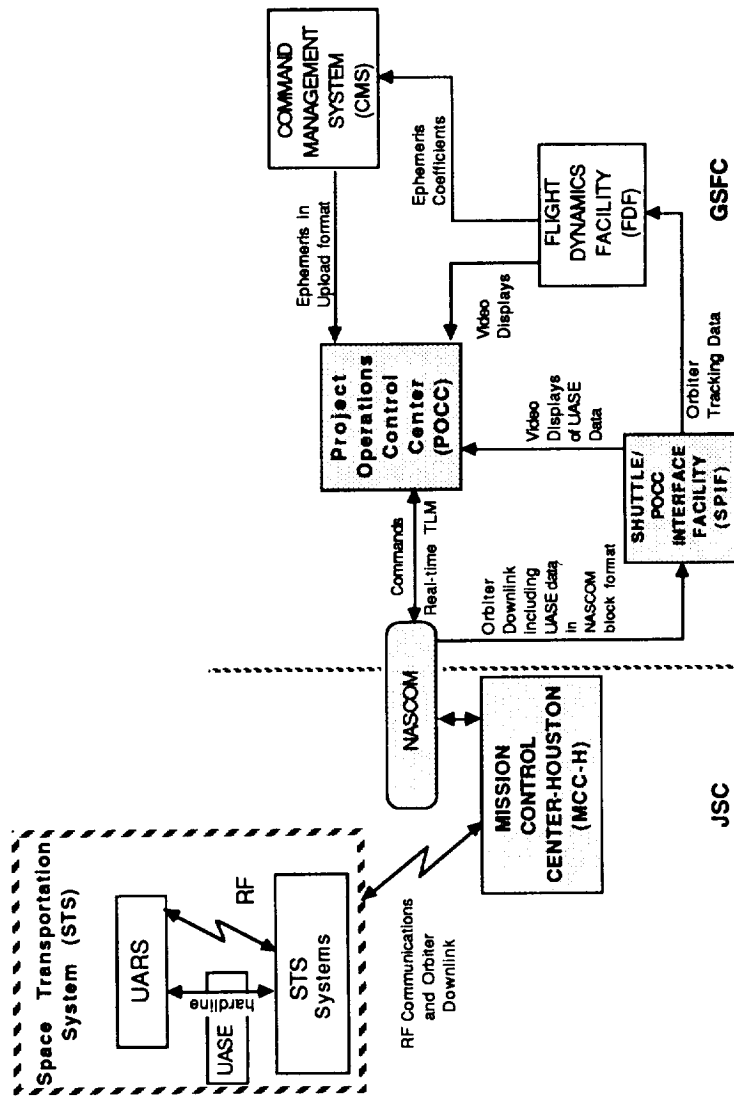 Space Transportation
System (STS)
UARS
RF
hardline
UASE
STS
Systems
RF Communications
and Orbiter
Downlink
MISSION
CONTROL
CENTER-HOUSTON
(MCC-H)
JSC
NASCOM
Commands
Real-time TLM
Orbiter
Downlink
including
UASE data
in
NASCOM
block format
Project
Operations
Control
Center
(POCC)
Ephemeris in
Upload format
COMMAND
MANAGEMENT
SYSTEM
(CMS)
Ephemeris
Coefficients
Video
Displays
Video
Displays
of UASE
Data
FLIGHT
DYNAMICS
FACILITY
(FDF)
SHUTTLE/
POCC
INTERFACE
FACILITY
(SPIF)
Orbiter
Tracking Data
GSFC